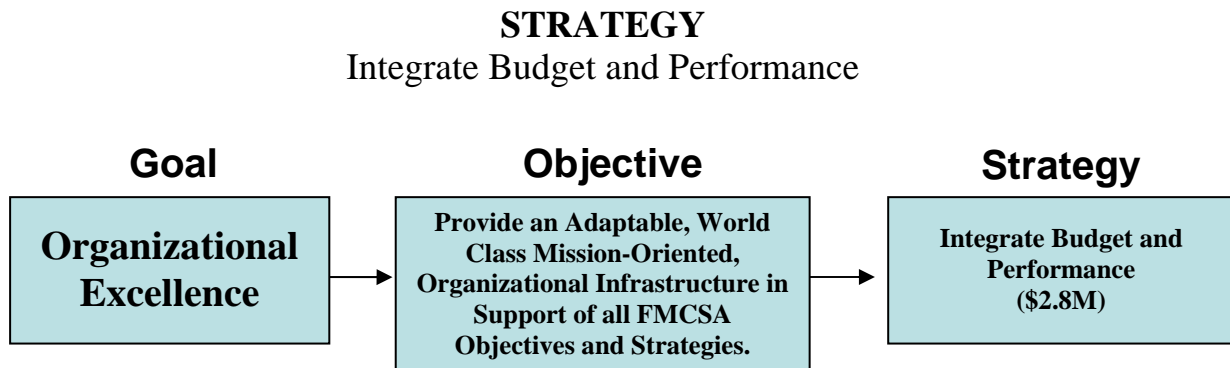 STRATEGY
Integrate Budget and Performance
Goal
Objective
Strategy
Organizational
Excellence
Provide an Adaptable, World
Class Mission-Oriented,
Organizational Infrastructure in
Support of all FMCSA
Objectives and Strategies.
Integrate Budget and
Performance
($2.8M)